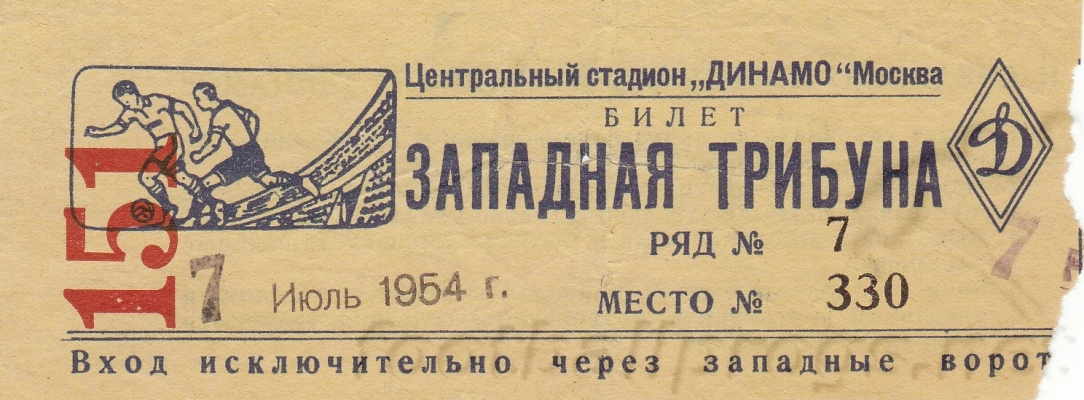 Центральный стадион „ДИНАМО“ Москва
БИЛЕТ
ЗАПАДНАЯ ТРИБУНА
Д
151
РЯД № 7
7
7 Июль 1954 г.
МЕСТО № 330
Вход исключительно через западные ворот